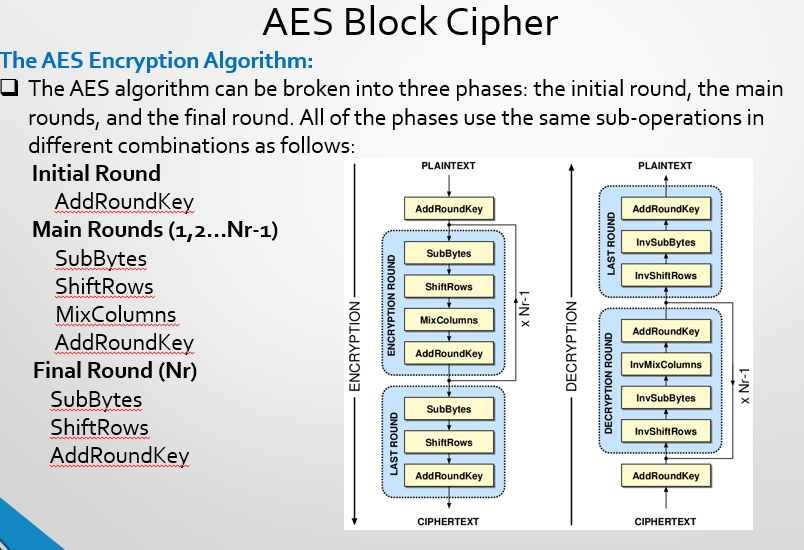 AES Block Cipher
The AES Encryption Algorithm:
❑ The AES algorithm can be broken into three phases: the initial round, the main
rounds, and the final round. All of the phases use the same sub-operations in
different combinations as follows:
Initial Round
AddRoundKey
Main Rounds (1,2...Nr-1)
SubBytes
ShiftRows
MixColumns
AddRoundKey
Final Round (Nr)
SubBytes
ShiftRows
AddRoundKey
PLAINTEXT
AddRoundKey
ENCRYPTION ROUND
SubBytes
ShiftRows
MixColumns
AddRoundKey
x Nr-1
ENCRYPTION
LAST ROUND
SubBytes
ShiftRows
AddRoundKey
CIPHERTEXT
PLAINTEXT
LAST ROUND
AddRoundKey
InvSubBytes
InvShiftRows
DECRYPTION
DECRYPTION ROUND
AddRoundKey
InvMixColumns
InvSubBytes
InvShiftRows
x Nr-1
AddRoundKey
CIPHERTEXT